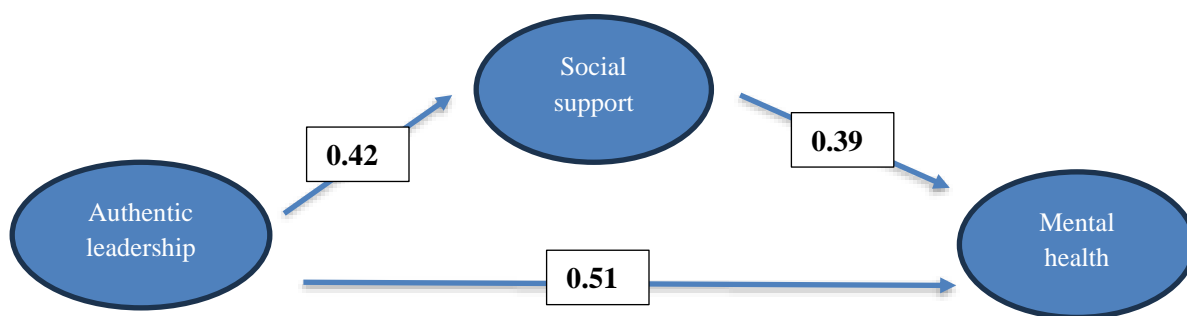 Social
support
0.42
0.39
Authentic
leadership
Mental
health
0.51